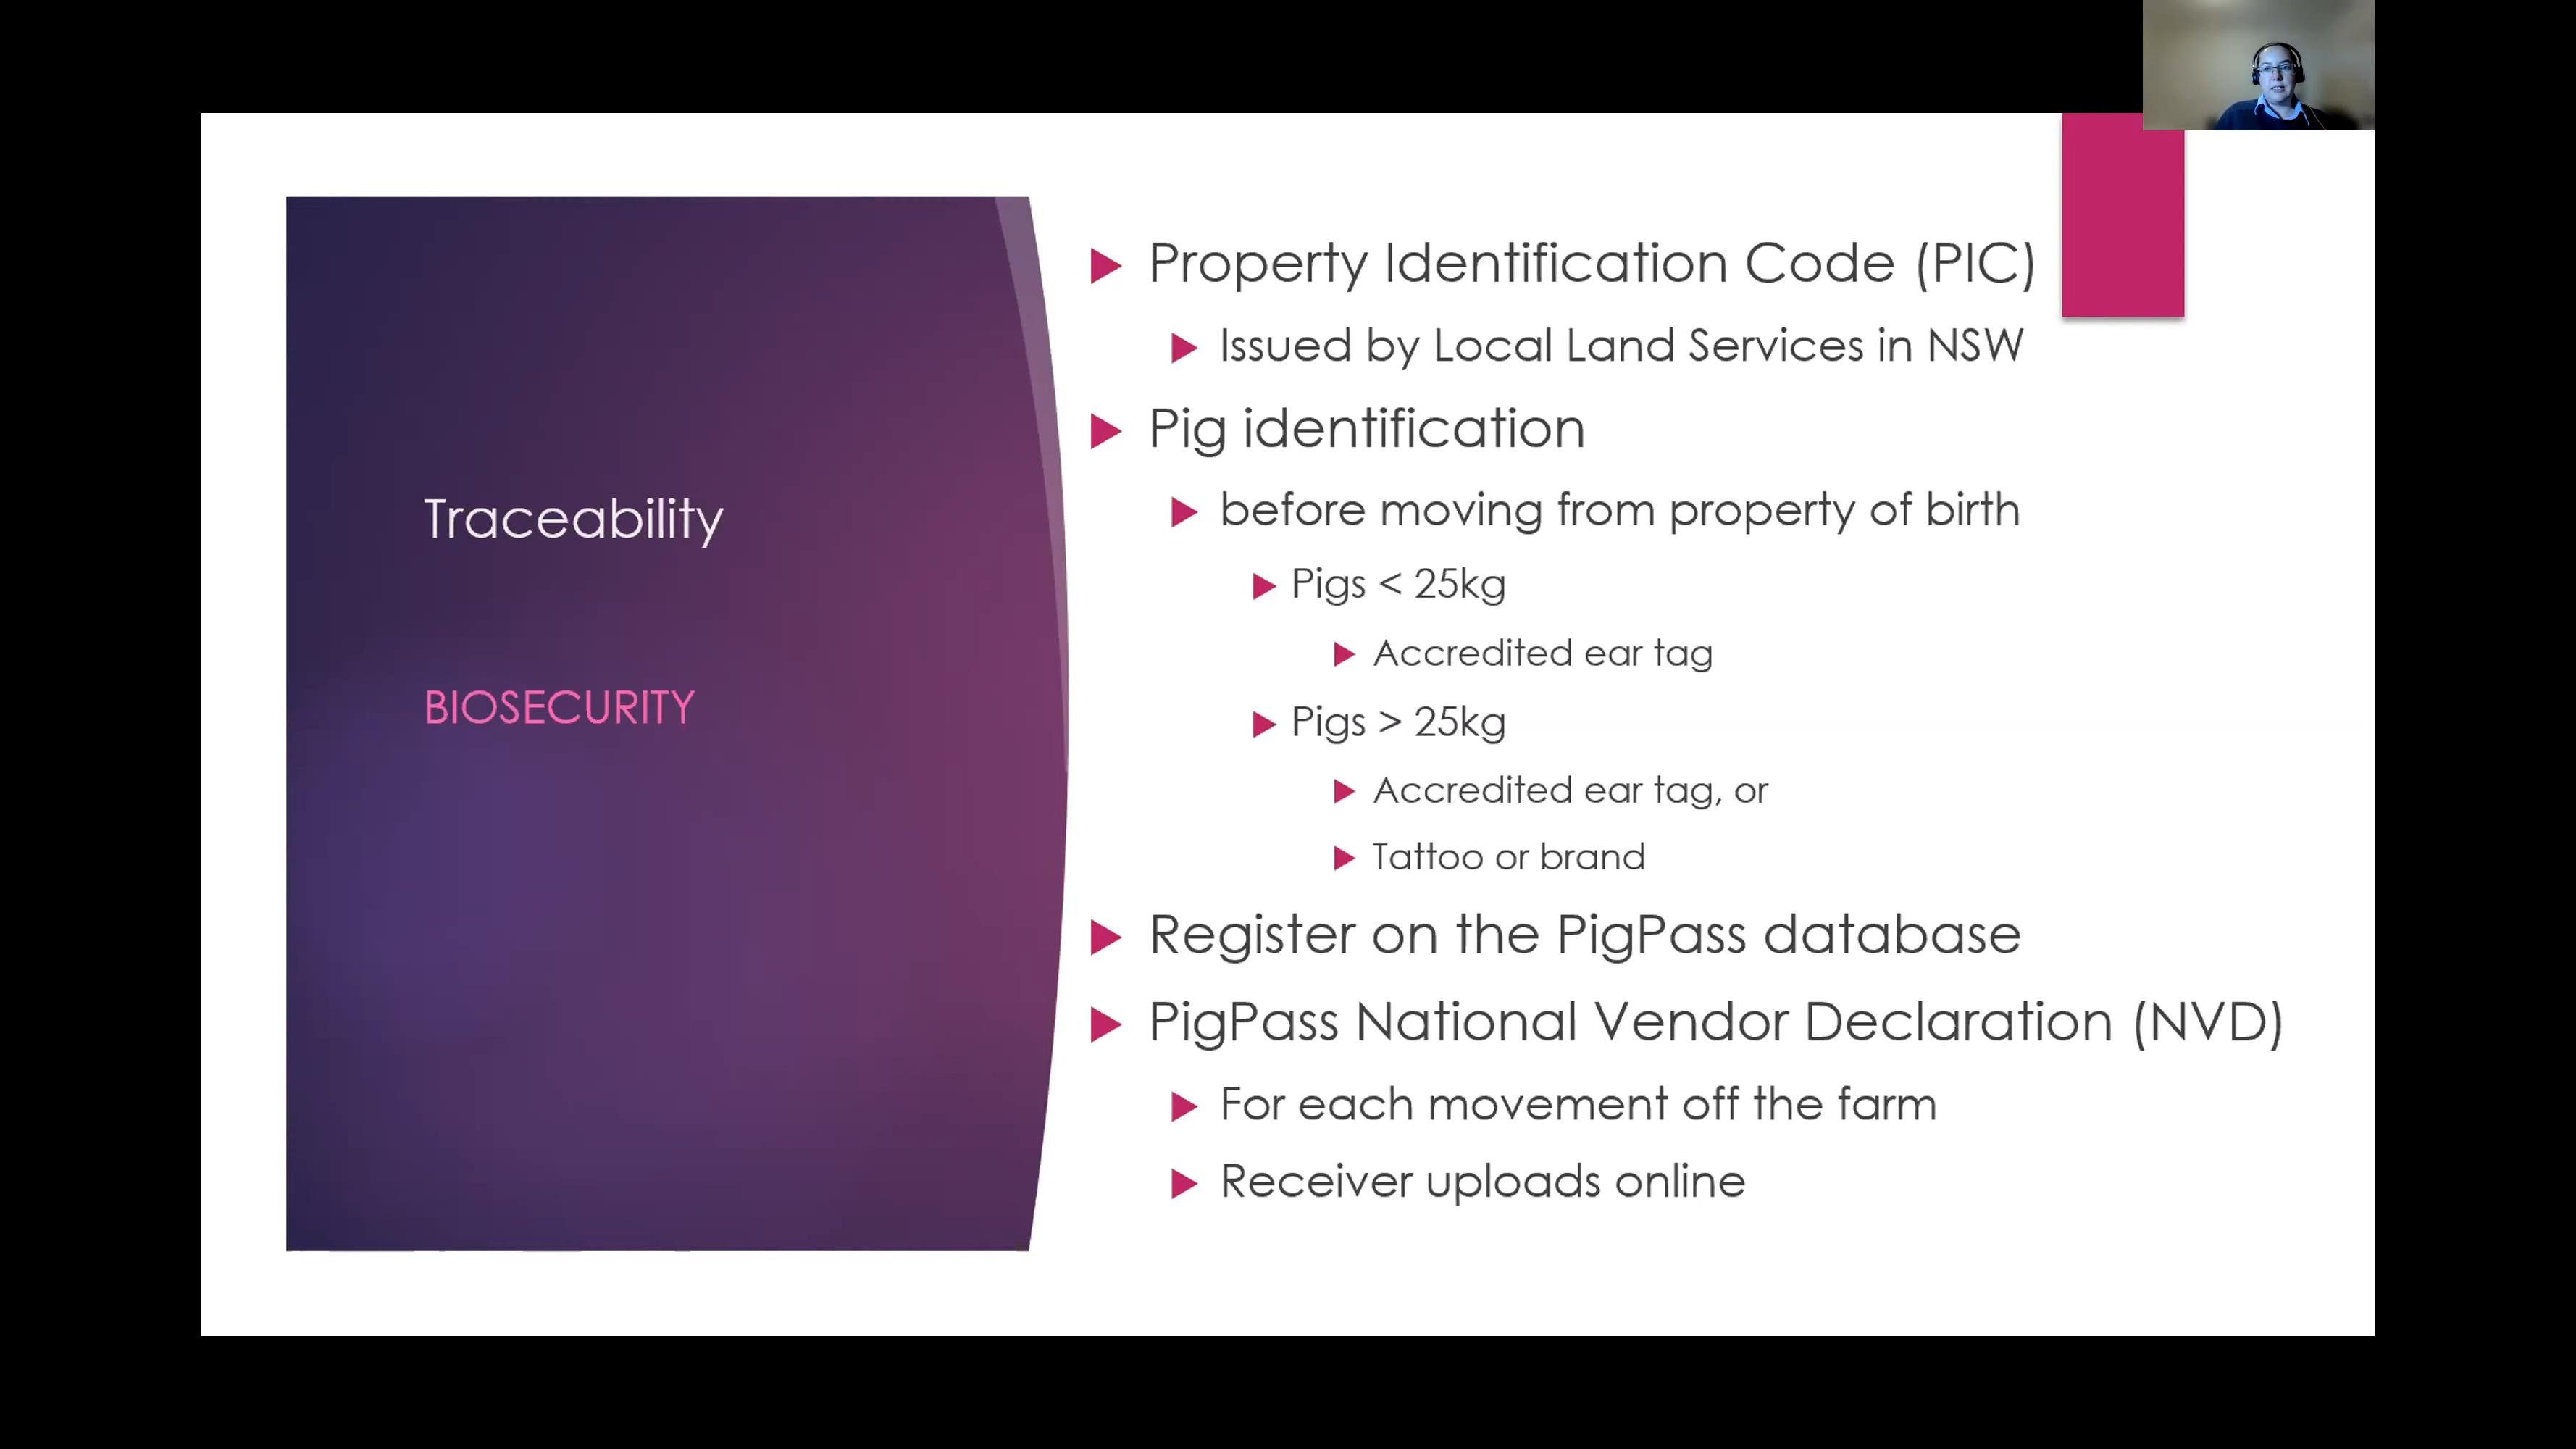 Traceability
BIOSECURITY
Property Identification Code (PIC)
Issued by Local Land Services in NSW
Pig identification
before moving from property of birth
Pigs < 25kg
Accredited ear tag
Pigs > 25kg
Accredited ear tag, or
Tattoo or brand
Register on the PigPass database
PigPass National Vendor Declaration (NVD)
For each movement off the farm
Receiver uploads online